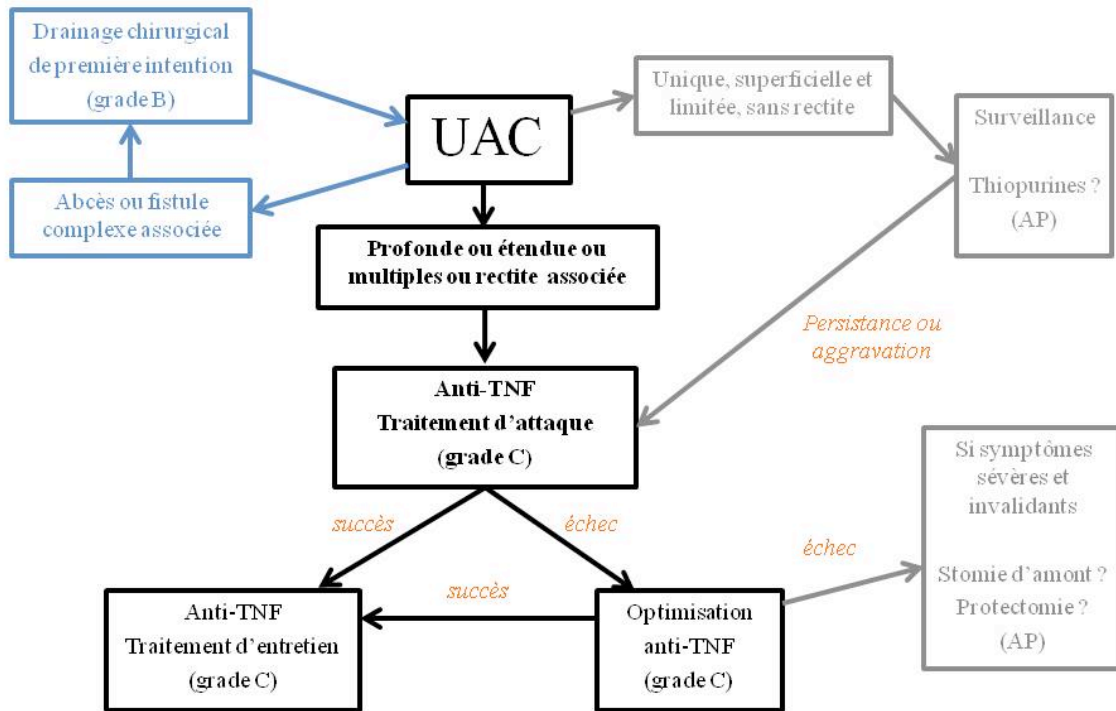 Drainage chirurgical
de première intention
(grade B)
UAC
Unique, superficielle et
limitée, sans rectite
Surveillance
Thiopurines ?
(AP)
Abcès ou fistule
complexe associée
Profonde ou étendue ou
multiples ou rectite associée
Persistance ou
aggravation
Anti-TNF
Traitement d'attaque
(grade C)
Si symptômes
sévères et
invalidants
Stomie d'amont ?
Protectomie ?
(AP)
succès
échec
échec
succès
Anti-TNF
Traitement d'entretien
(grade C)
Optimisation
anti-TNF
(grade C)